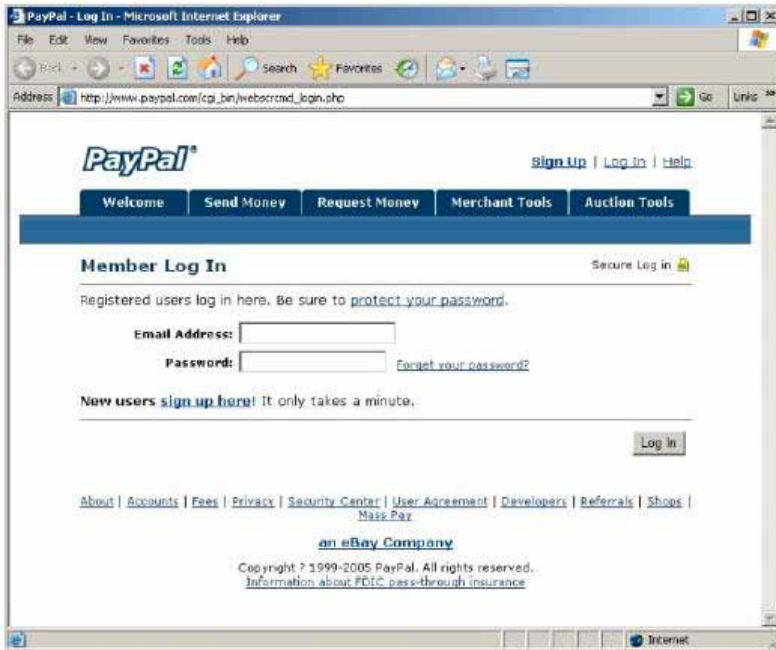 PayPal - Log In - Microsoft Internet Explorer
File Edit View Favorites Tools Help
Back Search Favorites
Address http://www.paypal.com/cgi_bin/webscrcmd_login.php Go Links »
PayPal®
Sign Up | Log In | Help
Welcome Send Money Request Money Merchant Tools Auction Tools
Member Log In Secure Log in
Registered users log in here. Be sure to protect your password.
Email Address:
Password: Forget your password?
New users sign up here! It only takes a minute.
Log In
About | Accounts | Fees | Privacy | Security Center | User Agreement | Developers | Referrals | Shops |
Mass Pay
an eBay Company
Copyright ? 1999-2005 PayPal. All rights reserved.
Information about FDIC pass-through insurance
Internet